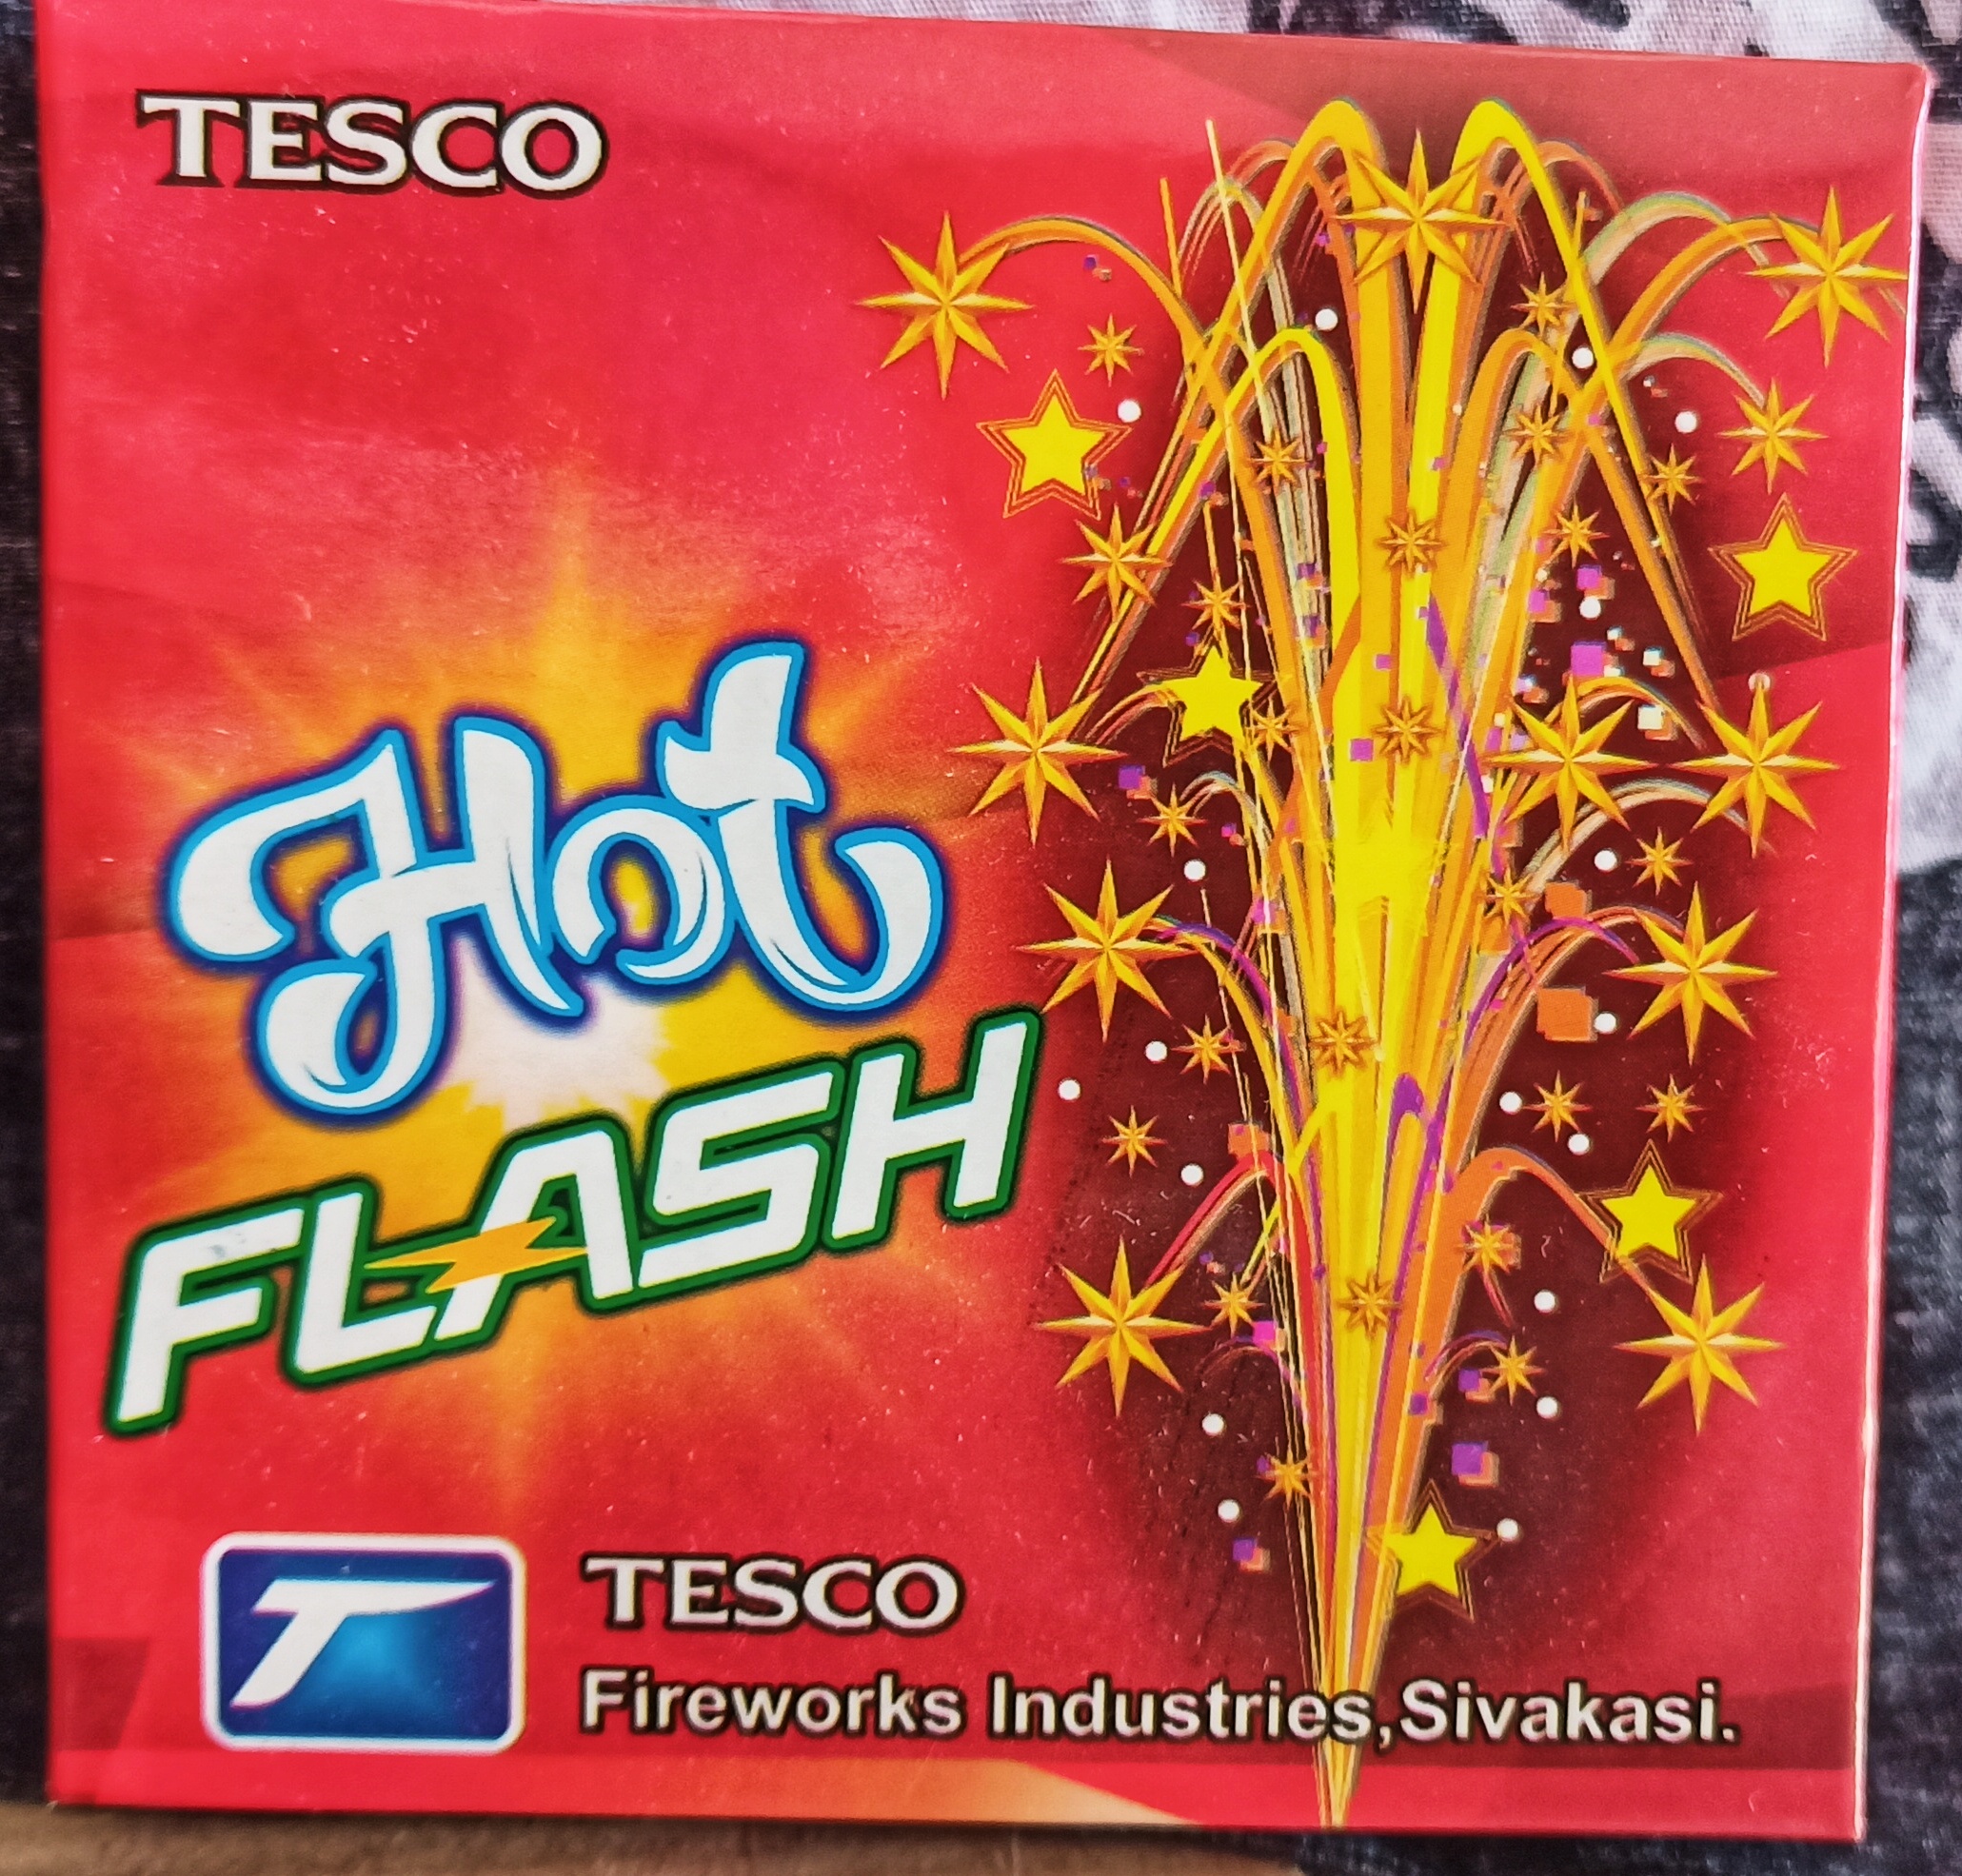 TESCO
Hot
FLASH
T
TESCO
Fireworks Industries,Sivakasi.